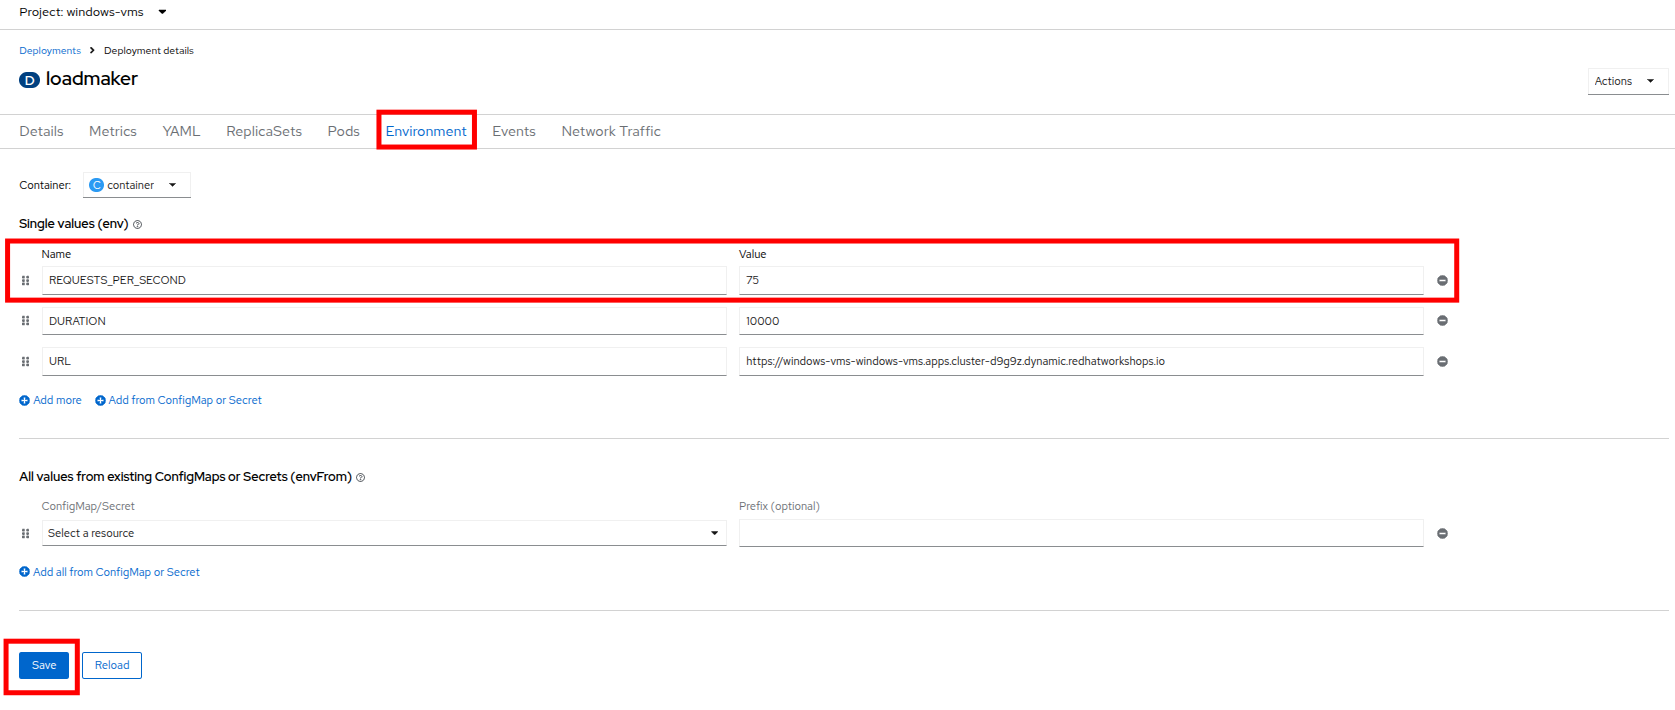 Project: windows-vms
Deployments > Deployment details
D loadmaker
Actions
Details Metrics YAML ReplicaSets Pods Environment Events Network Traffic
Container: C container
Single values (env)
Name Value
REQUESTS_PER_SECOND 75
DURATION 10000
URL https://windows-vms-windows-vms.apps.cluster-d9g9z.dynamic.redhatworkshops.io
Add more Add from ConfigMap or Secret
All values from existing ConfigMaps or Secrets (envFrom)
ConfigMap/Secret Prefix (optional)
Select a resource
Add all from ConfigMap or Secret
Save Reload